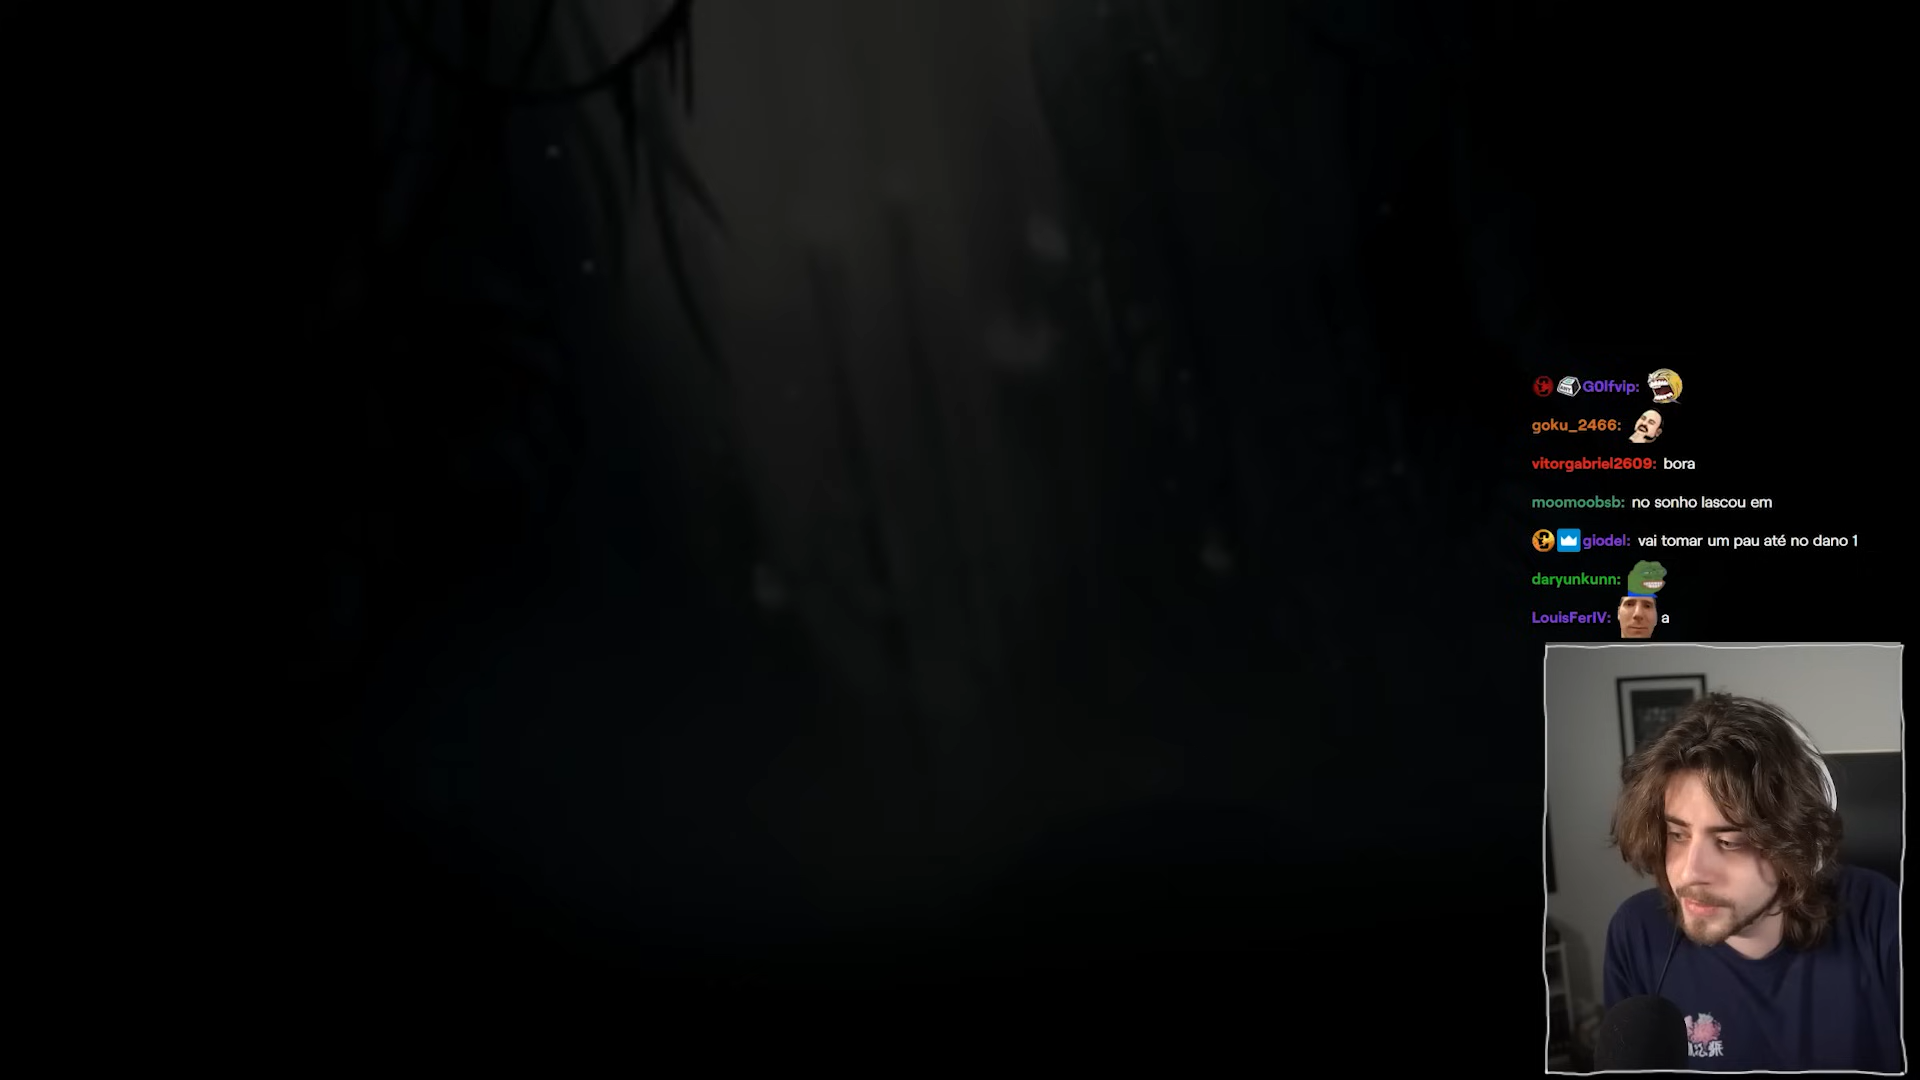 G0lfvip:
goku_2466:
vitorgabriel2609: bora
moomoobsb: no sonho lascou em
giodel: vai tomar um pau até no dano 1
daryunkunn:
LouisFerIV: a